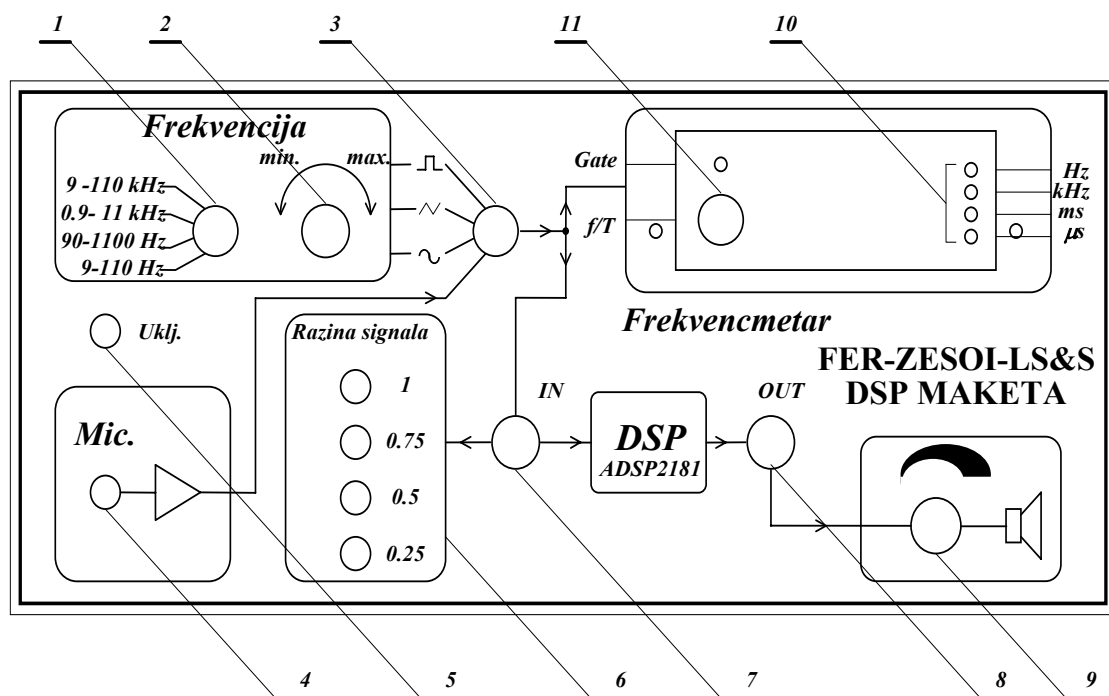 1 2 3 11 10
Frekvencija
min. max.
9 -110 kHz
0.9- 11 kHz
90-1100 Hz
9-110 Hz
Gate
f/T
Hz
kHz
ms
µs
Frekvencmetar
Uklj.
Razina signala
1
0.75
0.5
0.25
Mic.
IN
DSP
ADSP2181
OUT
FER-ZESOI-LS&S
DSP MAKETA
4 5 6 7 8 9